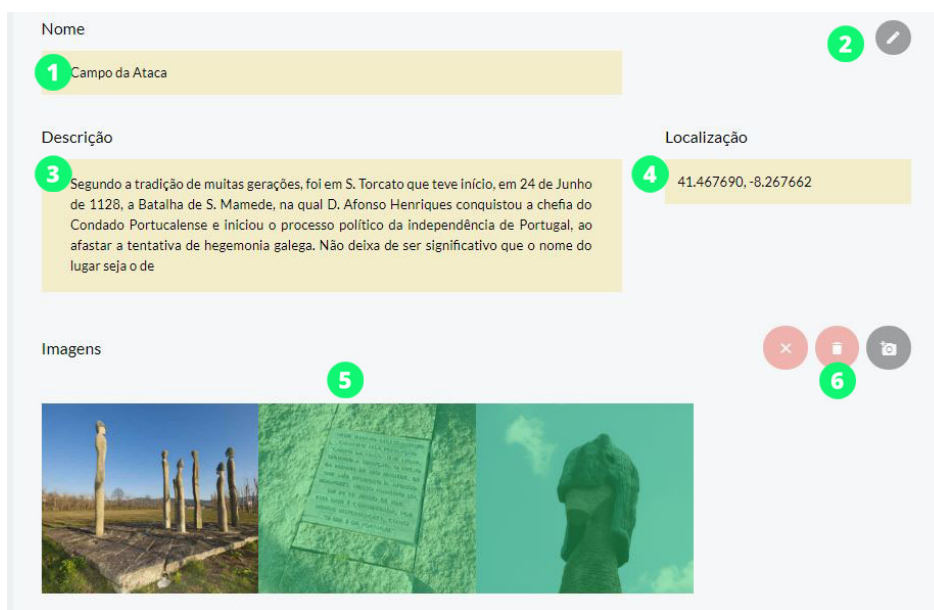 Nome
2
1
Campo da Ataca
Descrição
Localização
3
Segundo a tradição de muitas gerações, foi em S. Torcato que teve início, em 24 de Junho
de 1128, a Batalha de S. Mamede, na qual D. Afonso Henriques conquistou a chefia do
Condado Portucalense e iniciou o processo político da independência de Portugal, ao
afastar a tentativa de hegemonia galega. Não deixa de ser significativo que o nome do
lugar seja o de
4
41.467690, -8.267662
Imagens
5
6